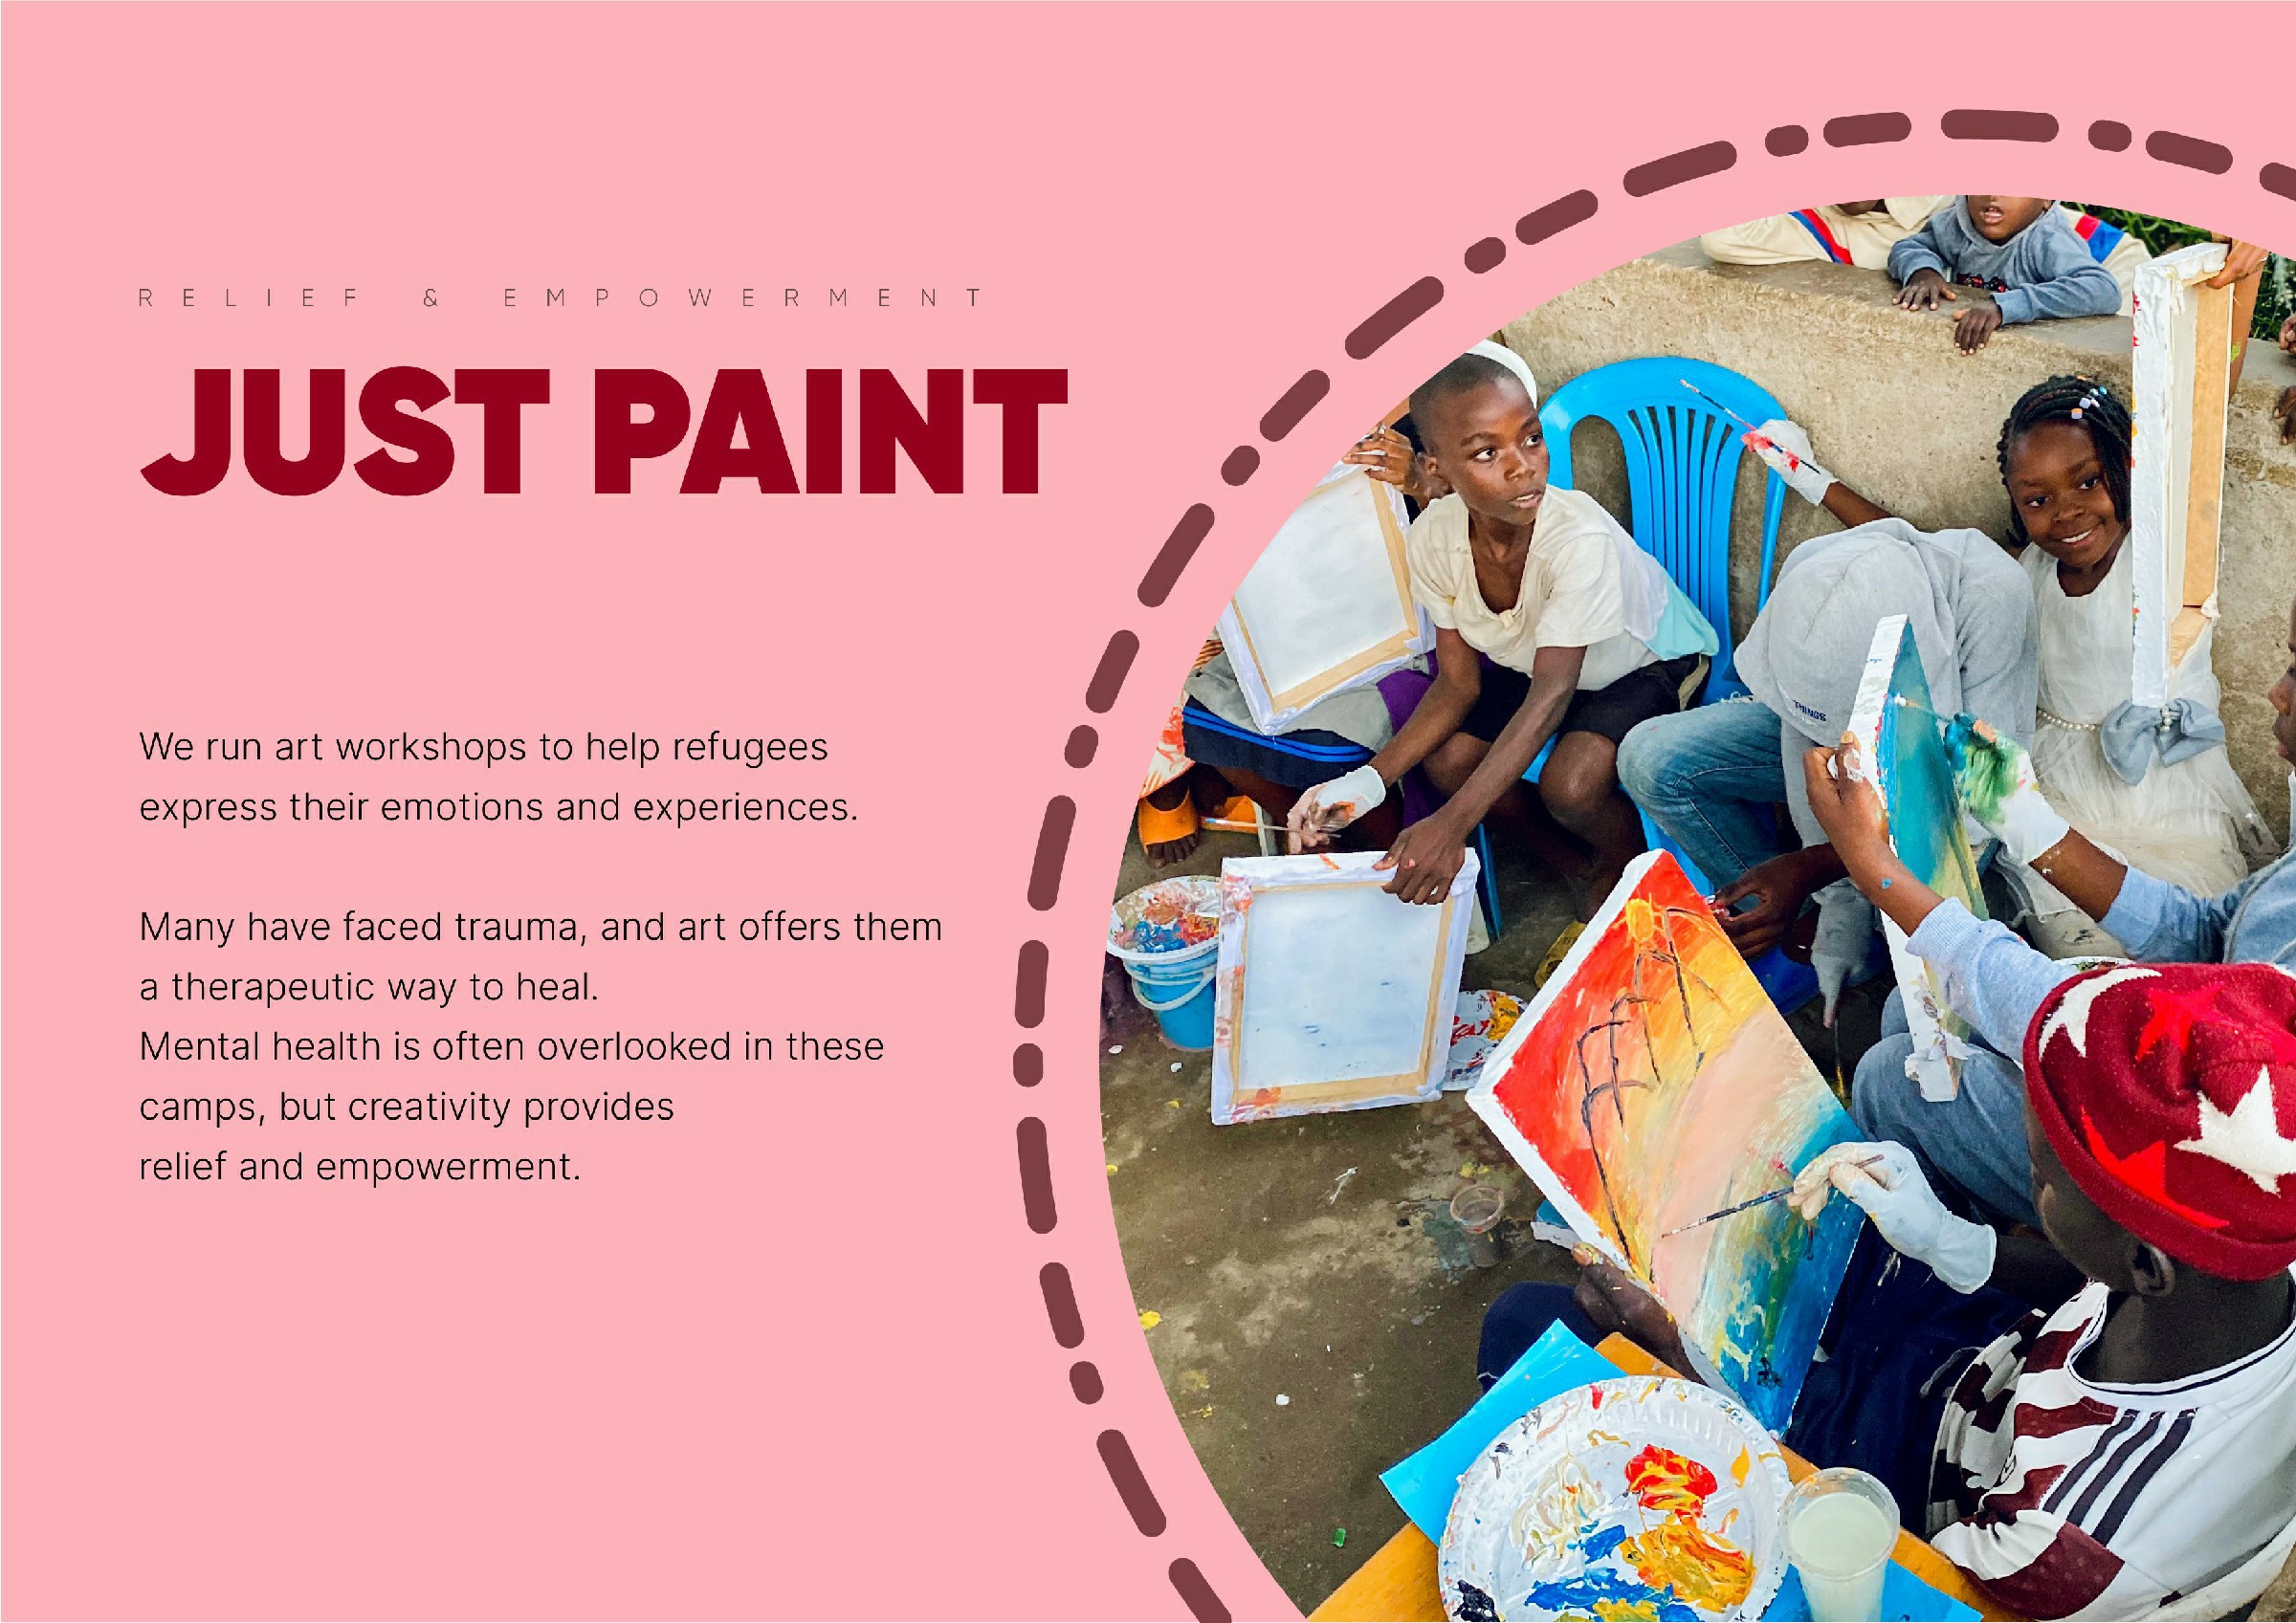 RELIEF & EMPOWERMENT
JUST PAINT
We run art workshops to help refugees
express their emotions and experiences.
Many have faced trauma, and art offers them
a therapeutic way to heal.
Mental health is often overlooked in these
camps, but creativity provides
relief and empowerment.
THINGS